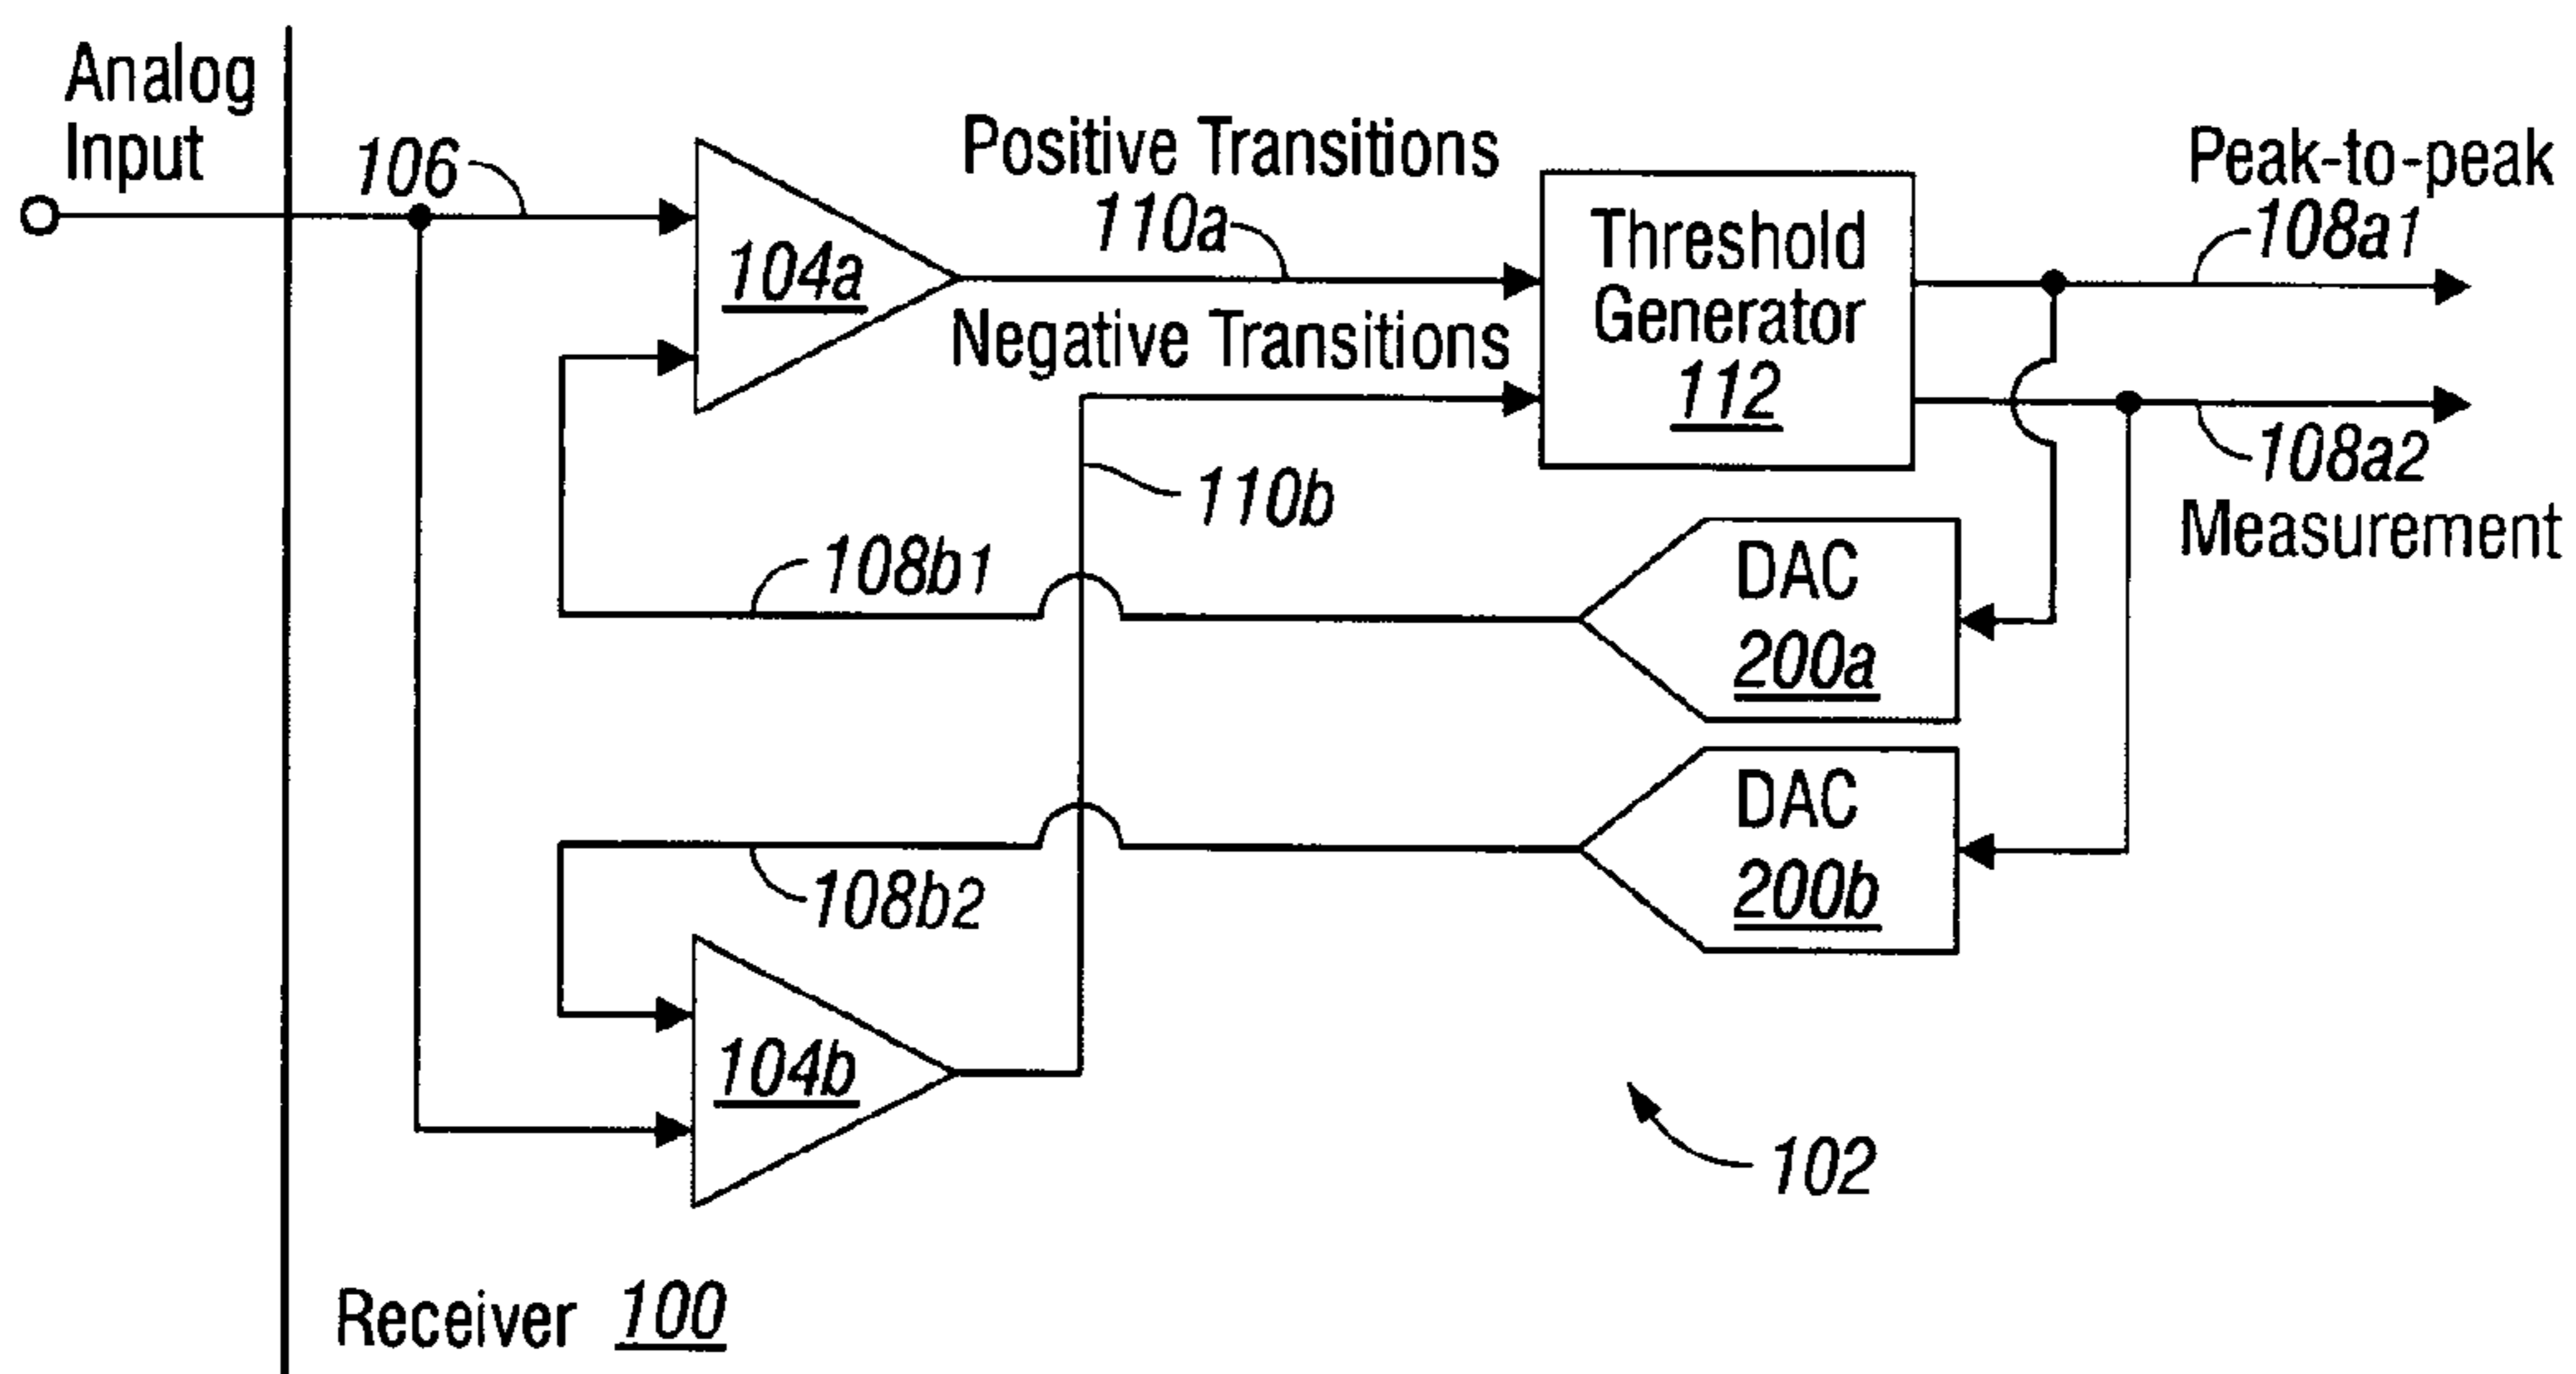 Analog
Input
106
104a
Positive Transitions
110a
Negative Transitions
110b
Threshold
Generator
112
Peak-to-peak
108a1
108a2
Measurement
108b1
DAC
200a
108b2
DAC
200b
104b
102
Receiver 100